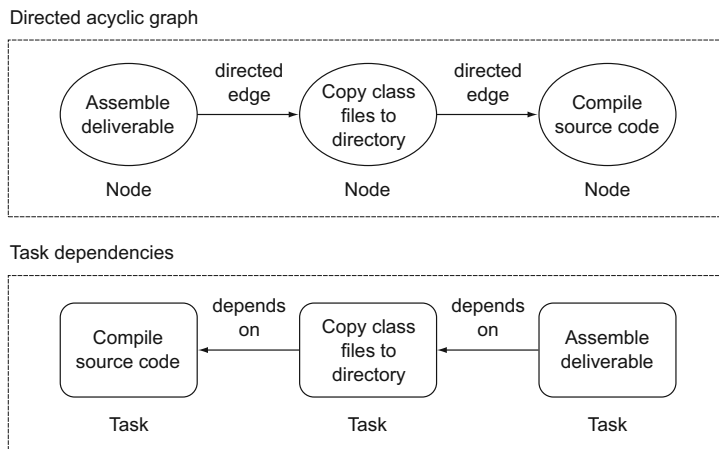 Directed acyclic graph
directed
edge
directed
edge
Assemble
deliverable
Copy class
files to
directory
Compile
source code
Node
Node
Node
Task dependencies
depends
on
depends
on
Compile
source code
Copy class
files to
directory
Assemble
deliverable
Task
Task
Task